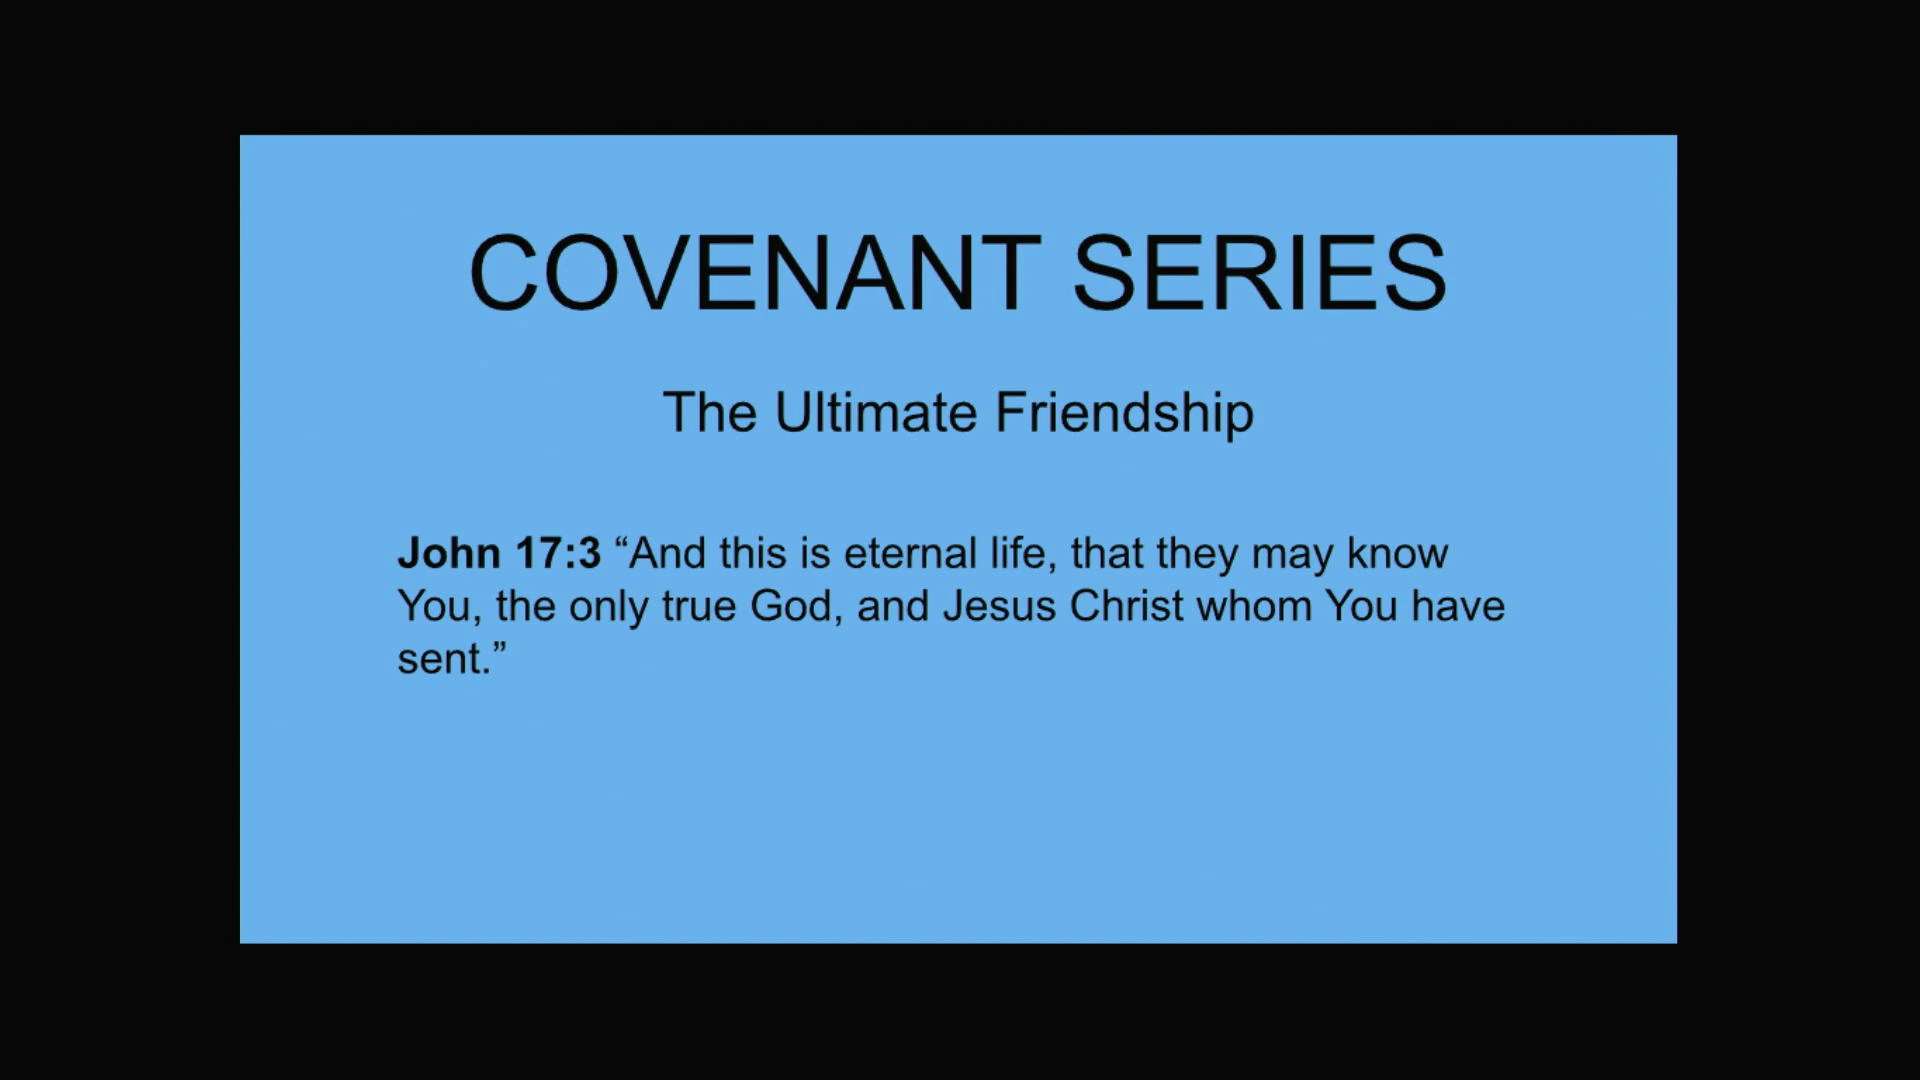 COVENANT SERIES
The Ultimate Friendship
John 17:3 “And this is eternal life, that they may know
You, the only true God, and Jesus Christ whom You have
sent.”